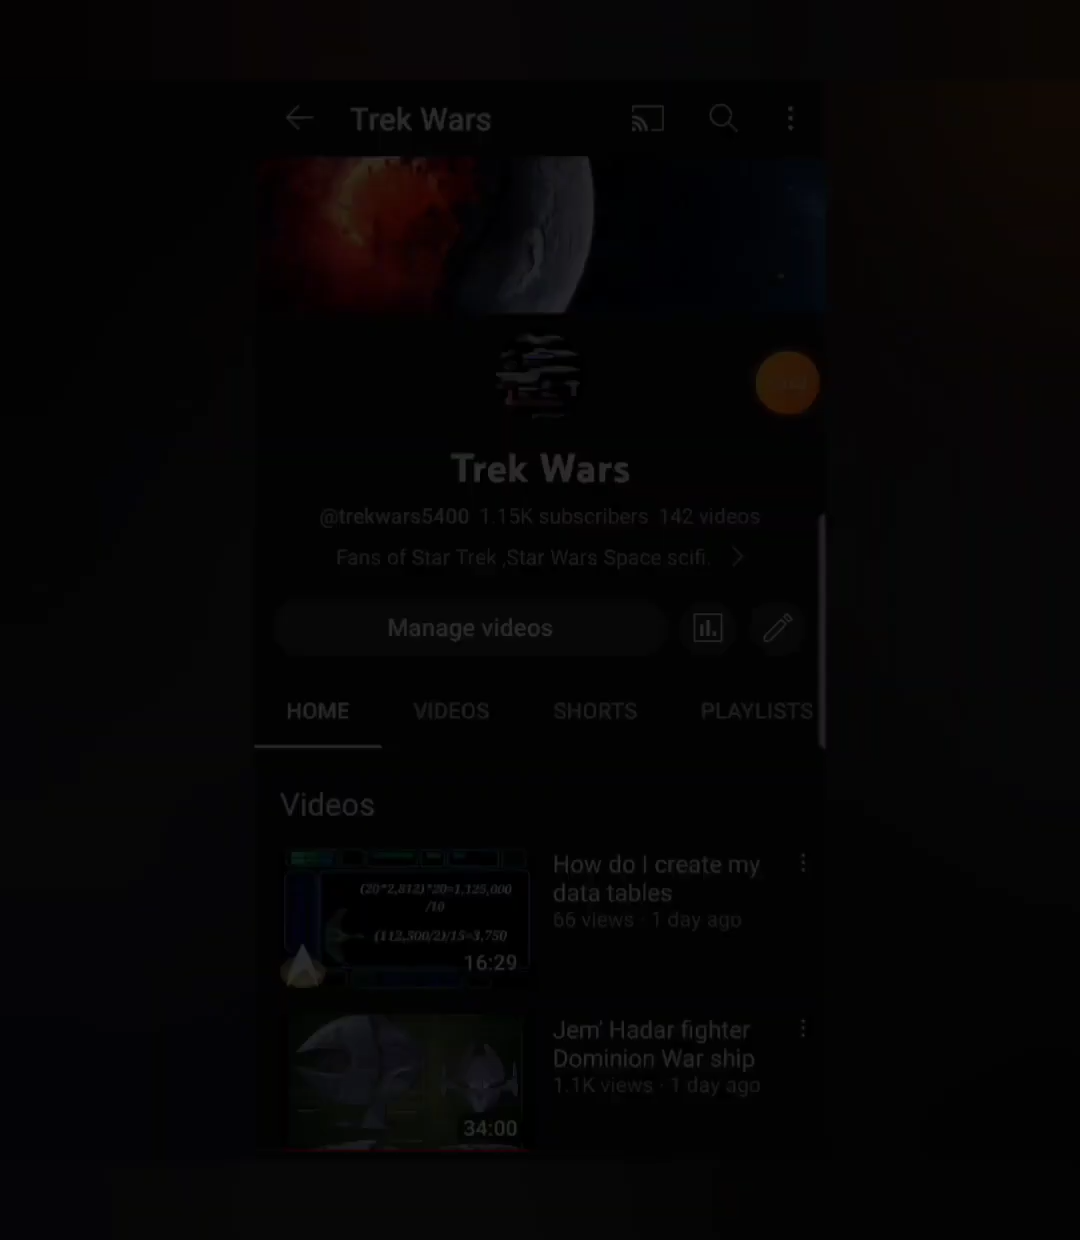 Trek Wars
Trek Wars
@trekwars5400 1.15K subscribers 142 videos
Fans of Star Trek ,Star Wars Space scifi.
Manage videos
HOME VIDEOS SHORTS PLAYLISTS
Videos
How do I create my
data tables
66 views · 1 day ago
(20*2,812)*20=1,125,000
/10
(112,500/2)/15=3,750
16:29
Jem' Hadar fighter
Dominion War ship
1.1K views · 1 day ago
34:00